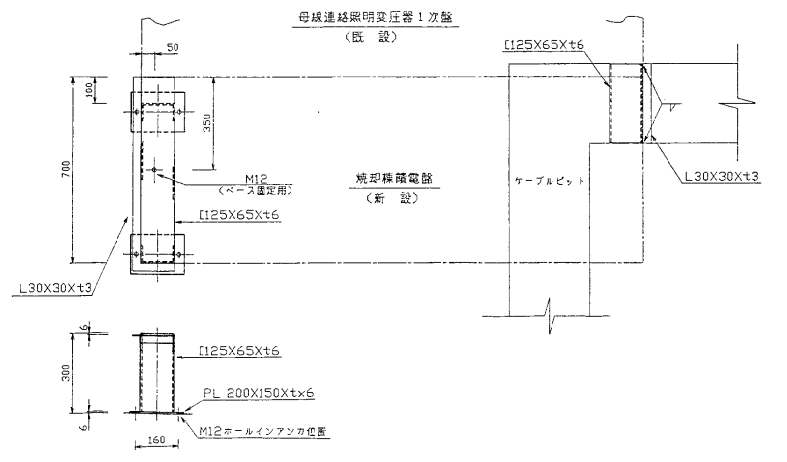 母線連絡照明変圧器1次盤
(既 設)
50
[125X65Xt6
100
350
700
M12
(ベース固定用)
焼却棟饋電盤
(新 設)
ケーブルピット
L30X30Xt3
[125X65Xt6
L30X30Xt3
6
[125X65Xt6
300
PL 200X150Xtx6
6
M12ホールインアンカ位置
160